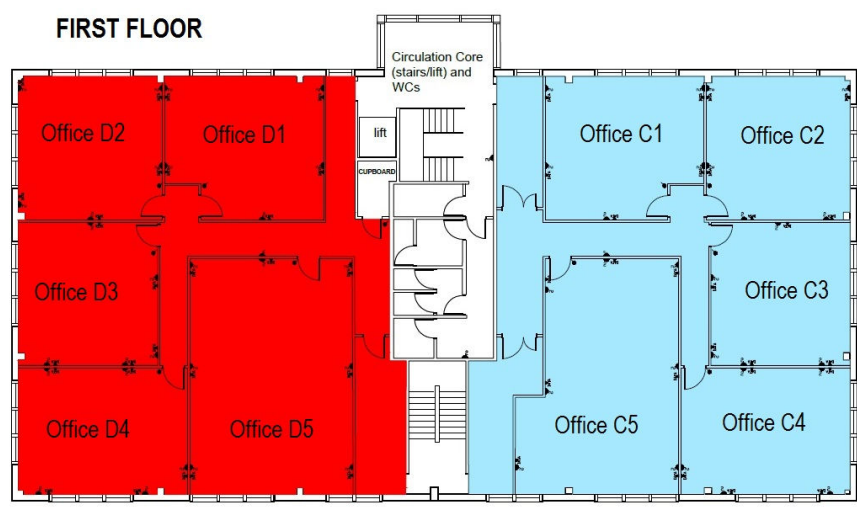 FIRST FLOOR
Circulation Core
(stairs/lift) and
WCs
Office D2
Office D1
lift
Office C1
Office C2
CUPBOARD
Office D3
Office C3
Office D4
Office D5
Office C5
Office C4